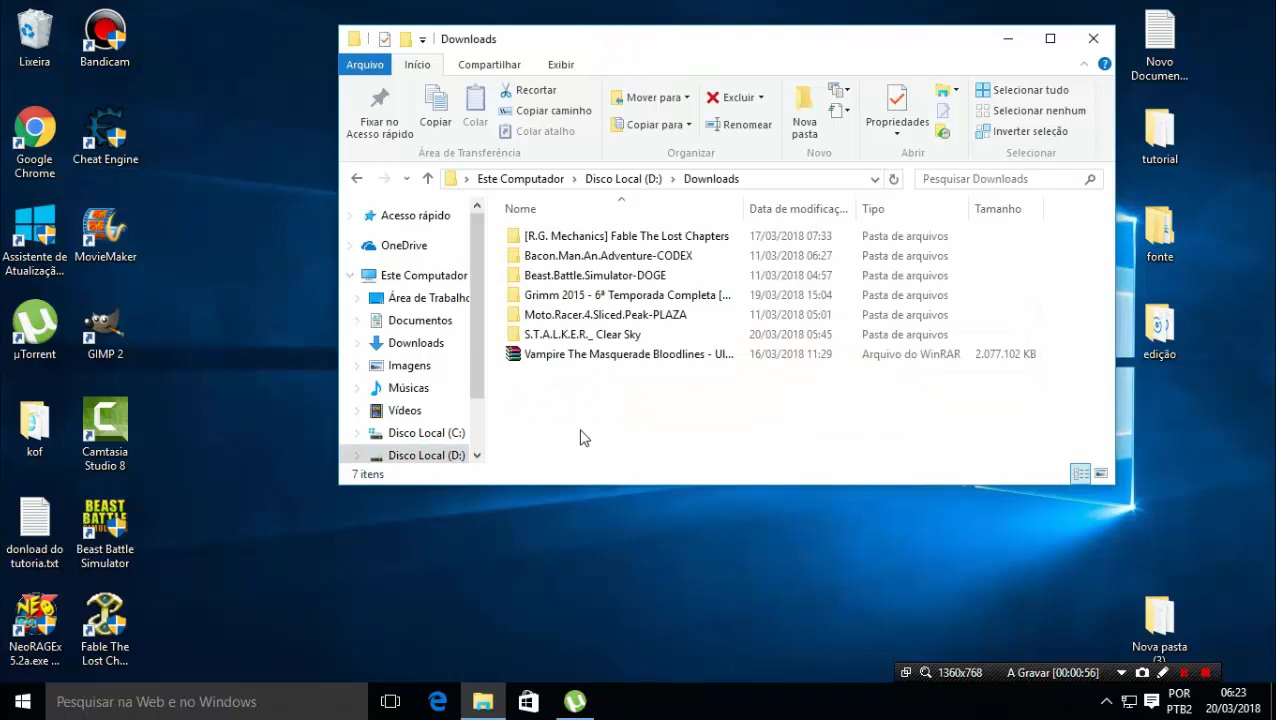 Lixeira
Bandicam
Google
Chrome
Cheat Engine
Assistente de
Atualização...
MovieMaker
µTorrent
GIMP 2
kof
Camtasia
Studio 8
donload do
tutoria.txt
BEAST
BATTLE
Beast Battle
Simulator
NeoRAGEx
5.2a.exe ...
Fable The
Lost Ch...
Downloads
Arquivo
Início
Compartilhar
Exibir
Fixar no
Acesso rápido
Copiar
Colar
Recortar
Copiar caminho
Colar atalho
Área de Transferência
Mover para
Copiar para
Excluir
Renomear
Organizar
Nova
pasta
Novo
Propriedades
Abrir
Selecionar tudo
Selecionar nenhum
Inverter seleção
Selecionar
Este Computador > Disco Local (D:) > Downloads
Pesquisar Downloads
Acesso rápido
OneDrive
Este Computador
Área de Trabalho
Documentos
Downloads
Imagens
Músicas
Vídeos
Disco Local (C:)
Disco Local (D:)
Nome Data de modificaç... Tipo Tamanho
[R.G. Mechanics] Fable The Lost Chapters 17/03/2018 07:33 Pasta de arquivos
Bacon.Man.An.Adventure-CODEX 11/03/2018 06:27 Pasta de arquivos
Beast.Battle.Simulator-DOGE 11/03/2018 04:57 Pasta de arquivos
Grimm 2015 - 6ª Temporada Completa [... 19/03/2018 15:04 Pasta de arquivos
Moto.Racer.4.Sliced.Peak-PLAZA 11/03/2018 05:01 Pasta de arquivos
S.T.A.L.K.E.R._ Clear Sky 20/03/2018 05:45 Pasta de arquivos
Vampire The Masquerade Bloodlines - Ul... 16/03/2018 11:29 Arquivo do WinRAR 2.077.102 KB
7 itens
Novo
Documen...
tutorial
fonte
edição
Nova pasta
(3)
1360x768 A Gravar [00:00:56]
Pesquisar na Web e no Windows
POR
PTB2
06:23
20/03/2018